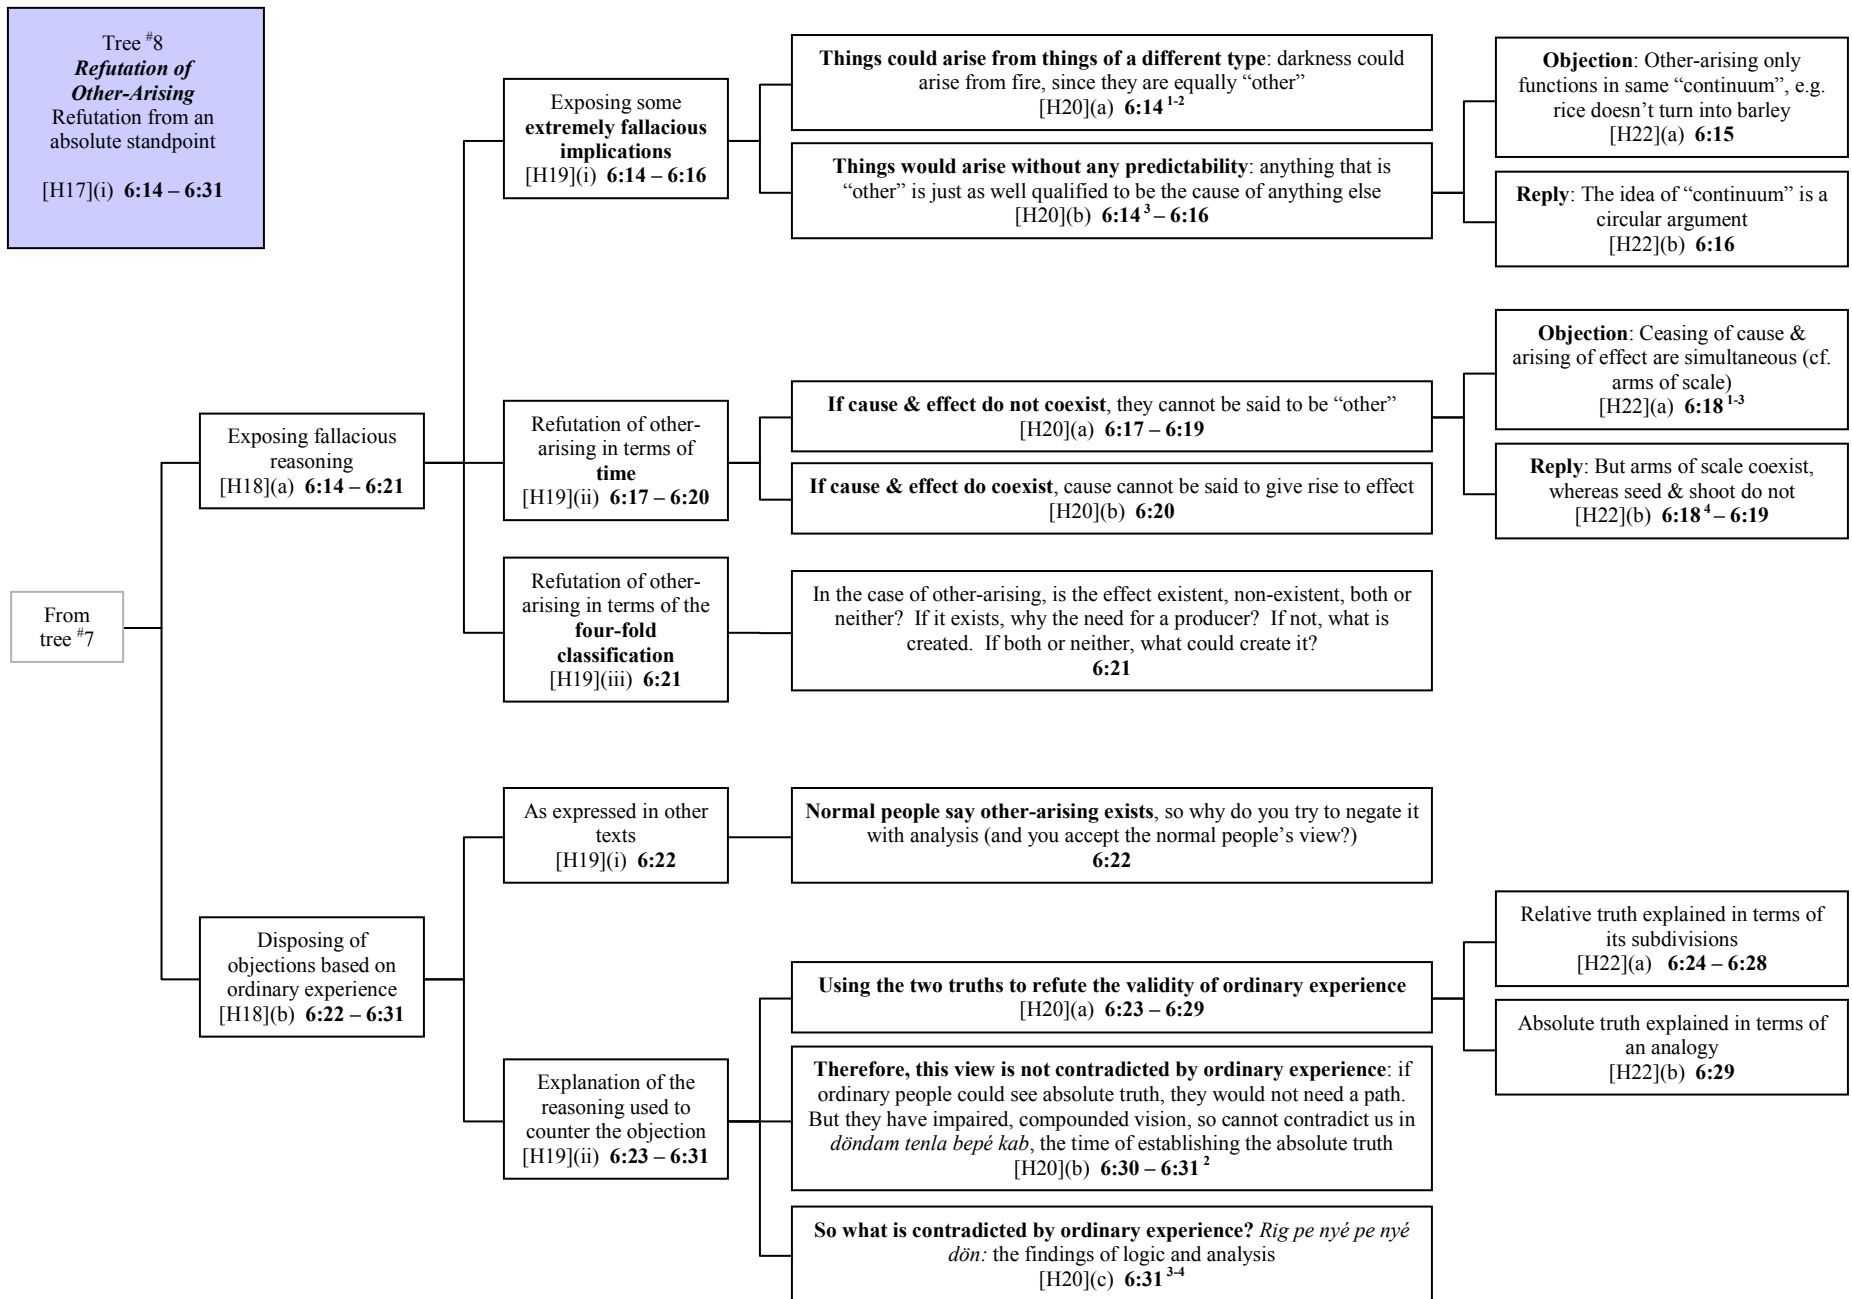 Tree #8
Refutation of
Other-Arising
Refutation from an
absolute standpoint
[H17](i) 6:14 – 6:31
From
tree #7
Exposing fallacious
reasoning
[H18](a) 6:14 – 6:21
Exposing some
extremely fallacious
implications
[H19](i) 6:14 – 6:16
Things could arise from things of a different type: darkness could
arise from fire, since they are equally “other”
[H20](a) 6:14 1-2
Things would arise without any predictability: anything that is
“other” is just as well qualified to be the cause of anything else
[H20](b) 6:14 3 – 6:16
Objection: Other-arising only
functions in same “continuum”, e.g.
rice doesn’t turn into barley
[H22](a) 6:15
Reply: The idea of “continuum” is a
circular argument
[H22](b) 6:16
Refutation of other-
arising in terms of
time
[H19](ii) 6:17 – 6:20
If cause & effect do not coexist, they cannot be said to be “other”
[H20](a) 6:17 – 6:19
If cause & effect do coexist, cause cannot be said to give rise to effect
[H20](b) 6:20
Objection: Ceasing of cause &
arising of effect are simultaneous (cf.
arms of scale)
[H22](a) 6:18 1-3
Reply: But arms of scale coexist,
whereas seed & shoot do not
[H22](b) 6:18 4 – 6:19
Refutation of other-
arising in terms of the
four-fold
classification
[H19](iii) 6:21
In the case of other-arising, is the effect existent, non-existent, both or
neither? If it exists, why the need for a producer? If not, what is
created. If both or neither, what could create it?
6:21
Disposing of
objections based on
ordinary experience
[H18](b) 6:22 – 6:31
As expressed in other
texts
[H19](i) 6:22
Normal people say other-arising exists, so why do you try to negate it
with analysis (and you accept the normal people’s view?)
6:22
Explanation of the
reasoning used to
counter the objection
[H19](ii) 6:23 – 6:31
Using the two truths to refute the validity of ordinary experience
[H20](a) 6:23 – 6:29
Relative truth explained in terms of
its subdivisions
[H22](a) 6:24 – 6:28
Absolute truth explained in terms of
an analogy
[H22](b) 6:29
Therefore, this view is not contradicted by ordinary experience: if
ordinary people could see absolute truth, they would not need a path.
But they have impaired, compounded vision, so cannot contradict us in
döndam tenla bepé kab, the time of establishing the absolute truth
[H20](b) 6:30 – 6:31 2
So what is contradicted by ordinary experience? Rig pe nyé pe nyé
dön: the findings of logic and analysis
[H20](c) 6:31 3-4